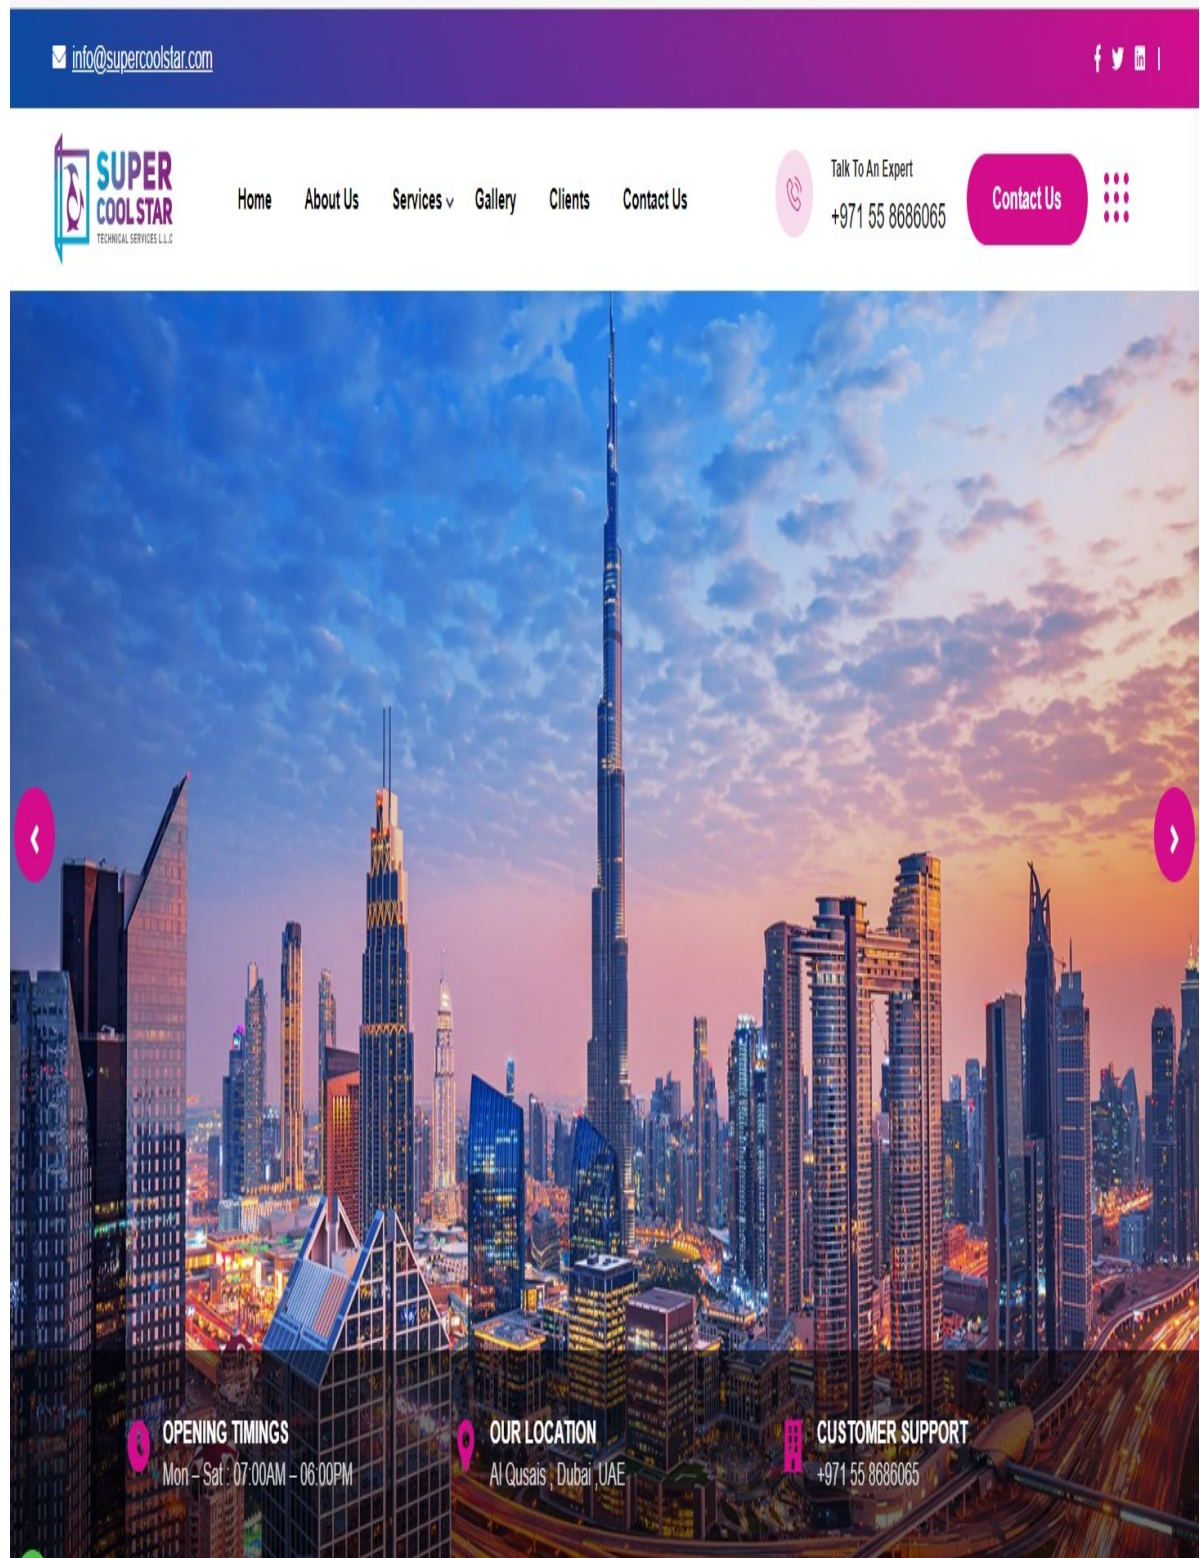 info@supercoolstar.com
SUPER
COOL STAR
TECHNICAL SERVICES L.L.C
Home About Us Services Gallery Clients Contact Us
Talk To An Expert
+971 55 8686065
Contact Us
OPENING TIMINGS
Mon – Sat : 07:00AM – 06:00PM
OUR LOCATION
Al Qusais , Dubai ,UAE
CUSTOMER SUPPORT
+971 55 8686065